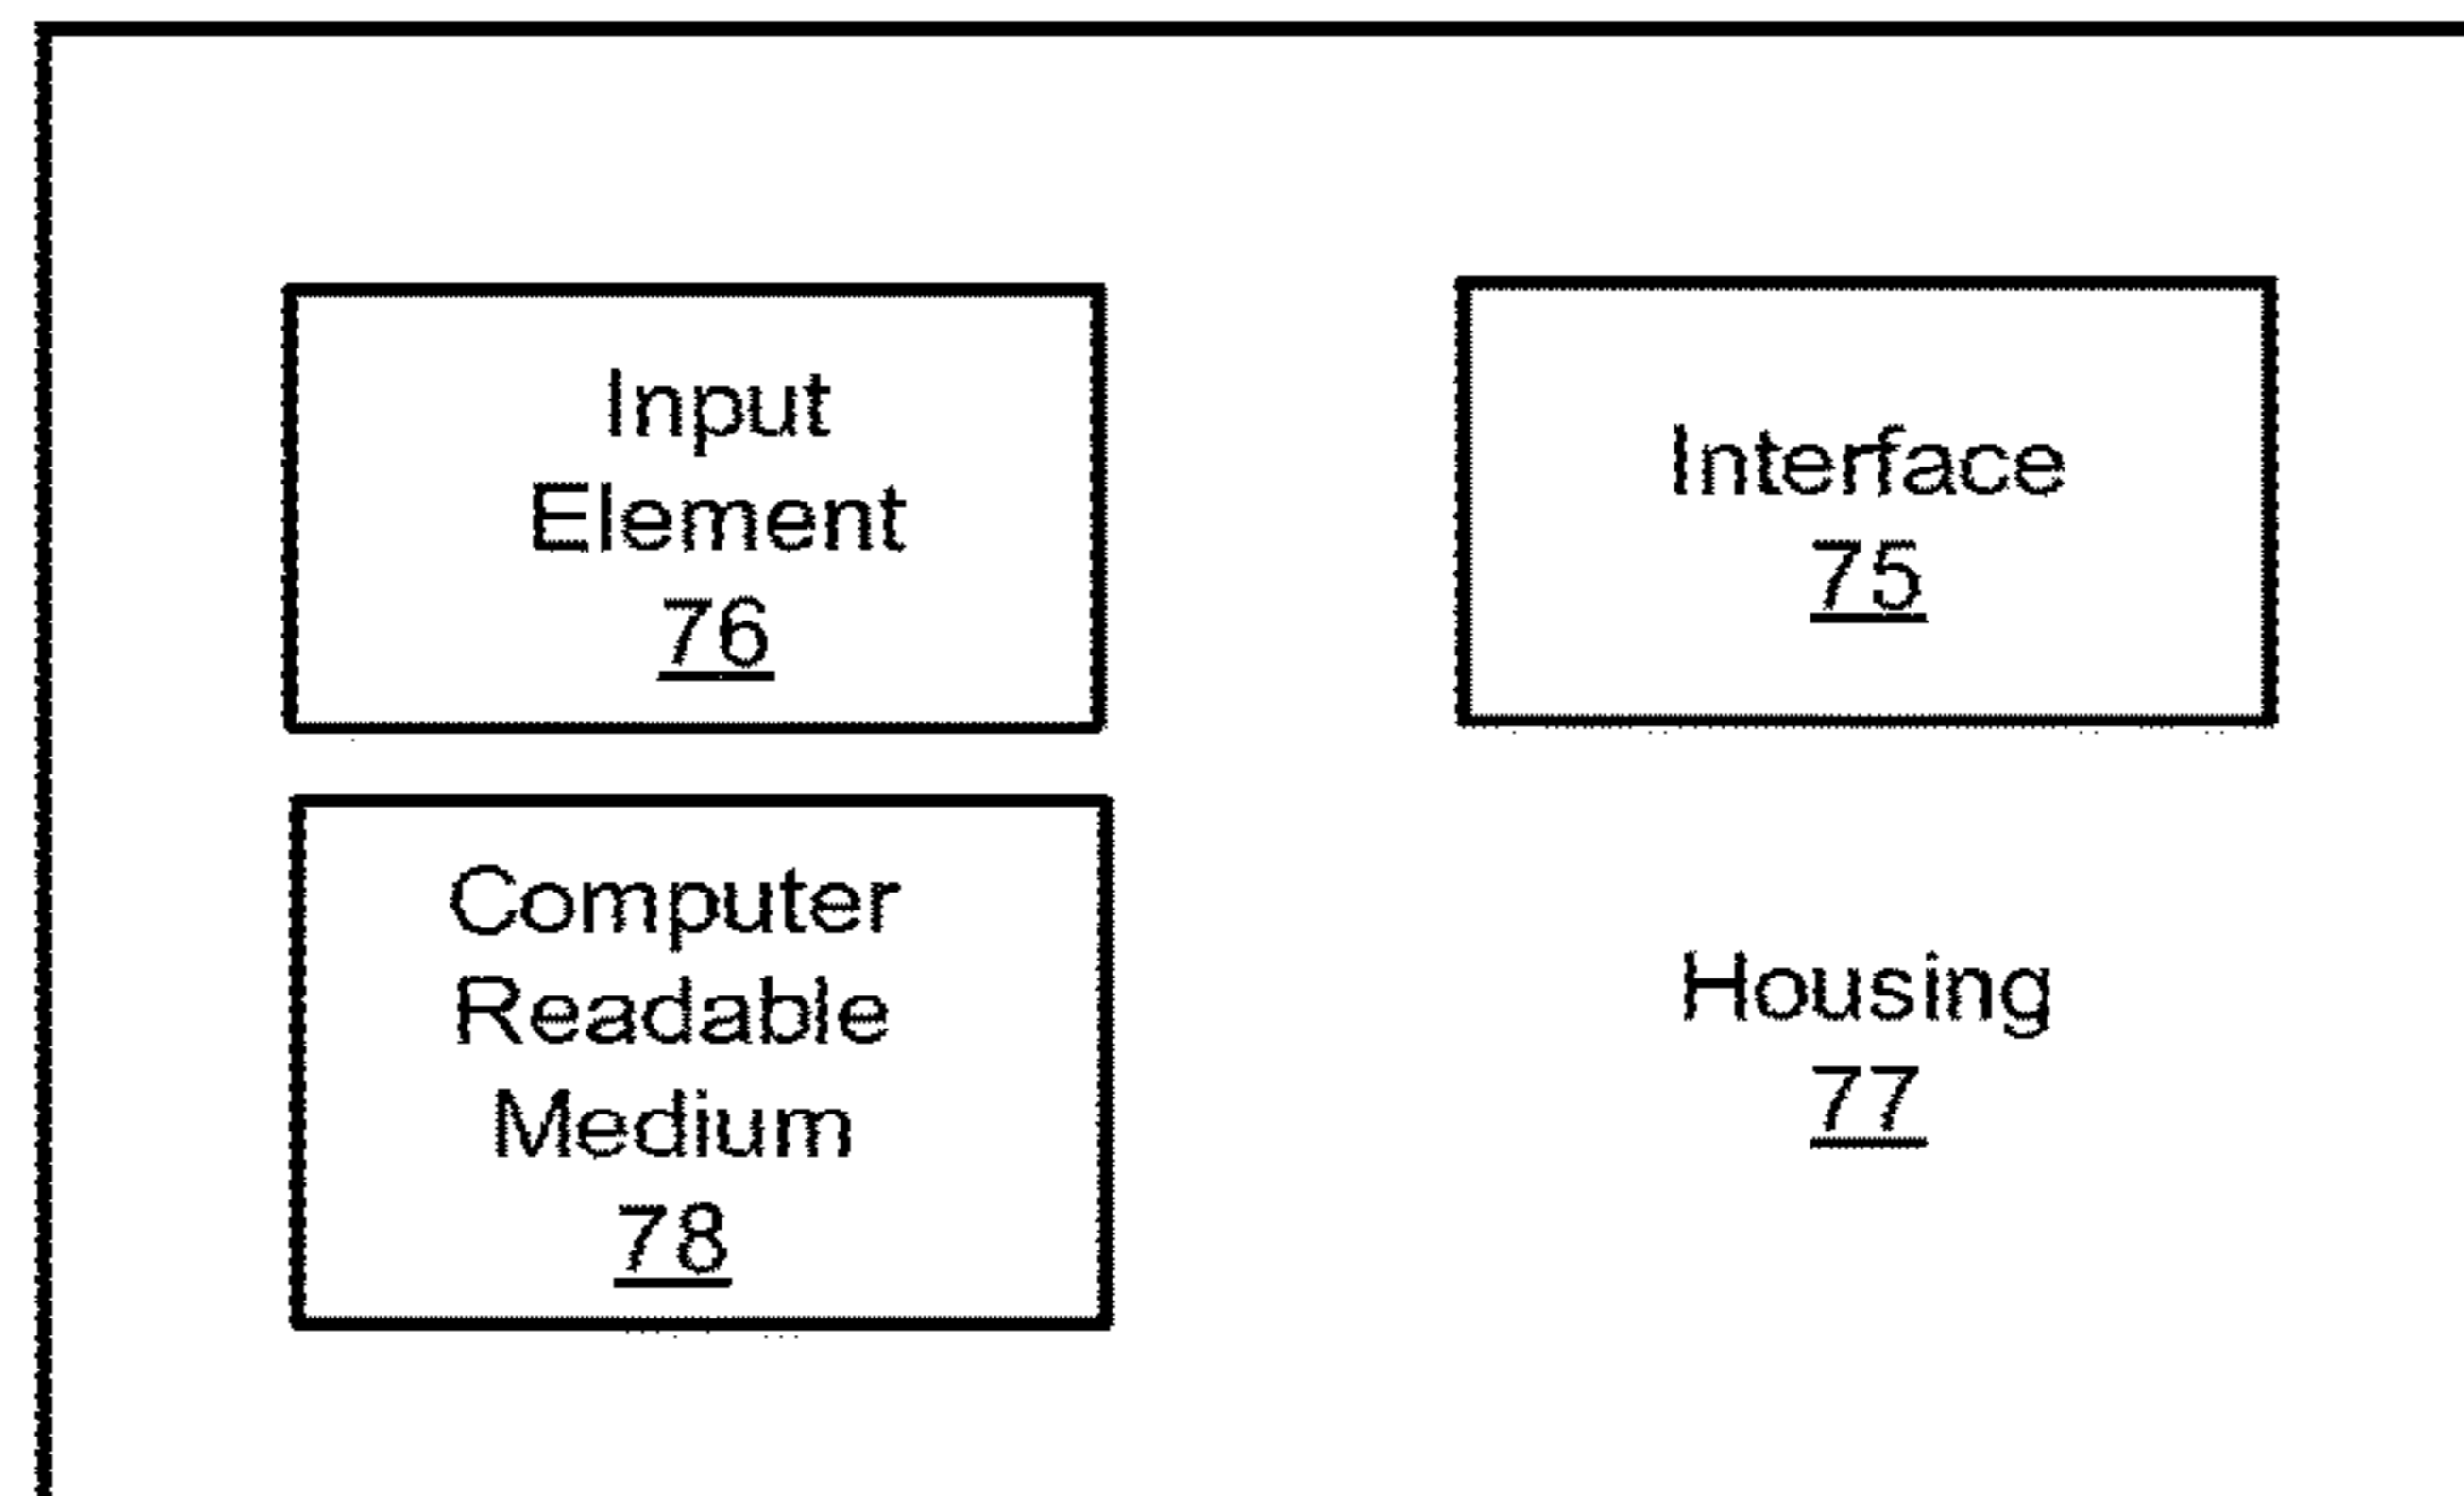 Input
Element
76
Interface
75
Computer
Readable
Medium
78
Housing
77